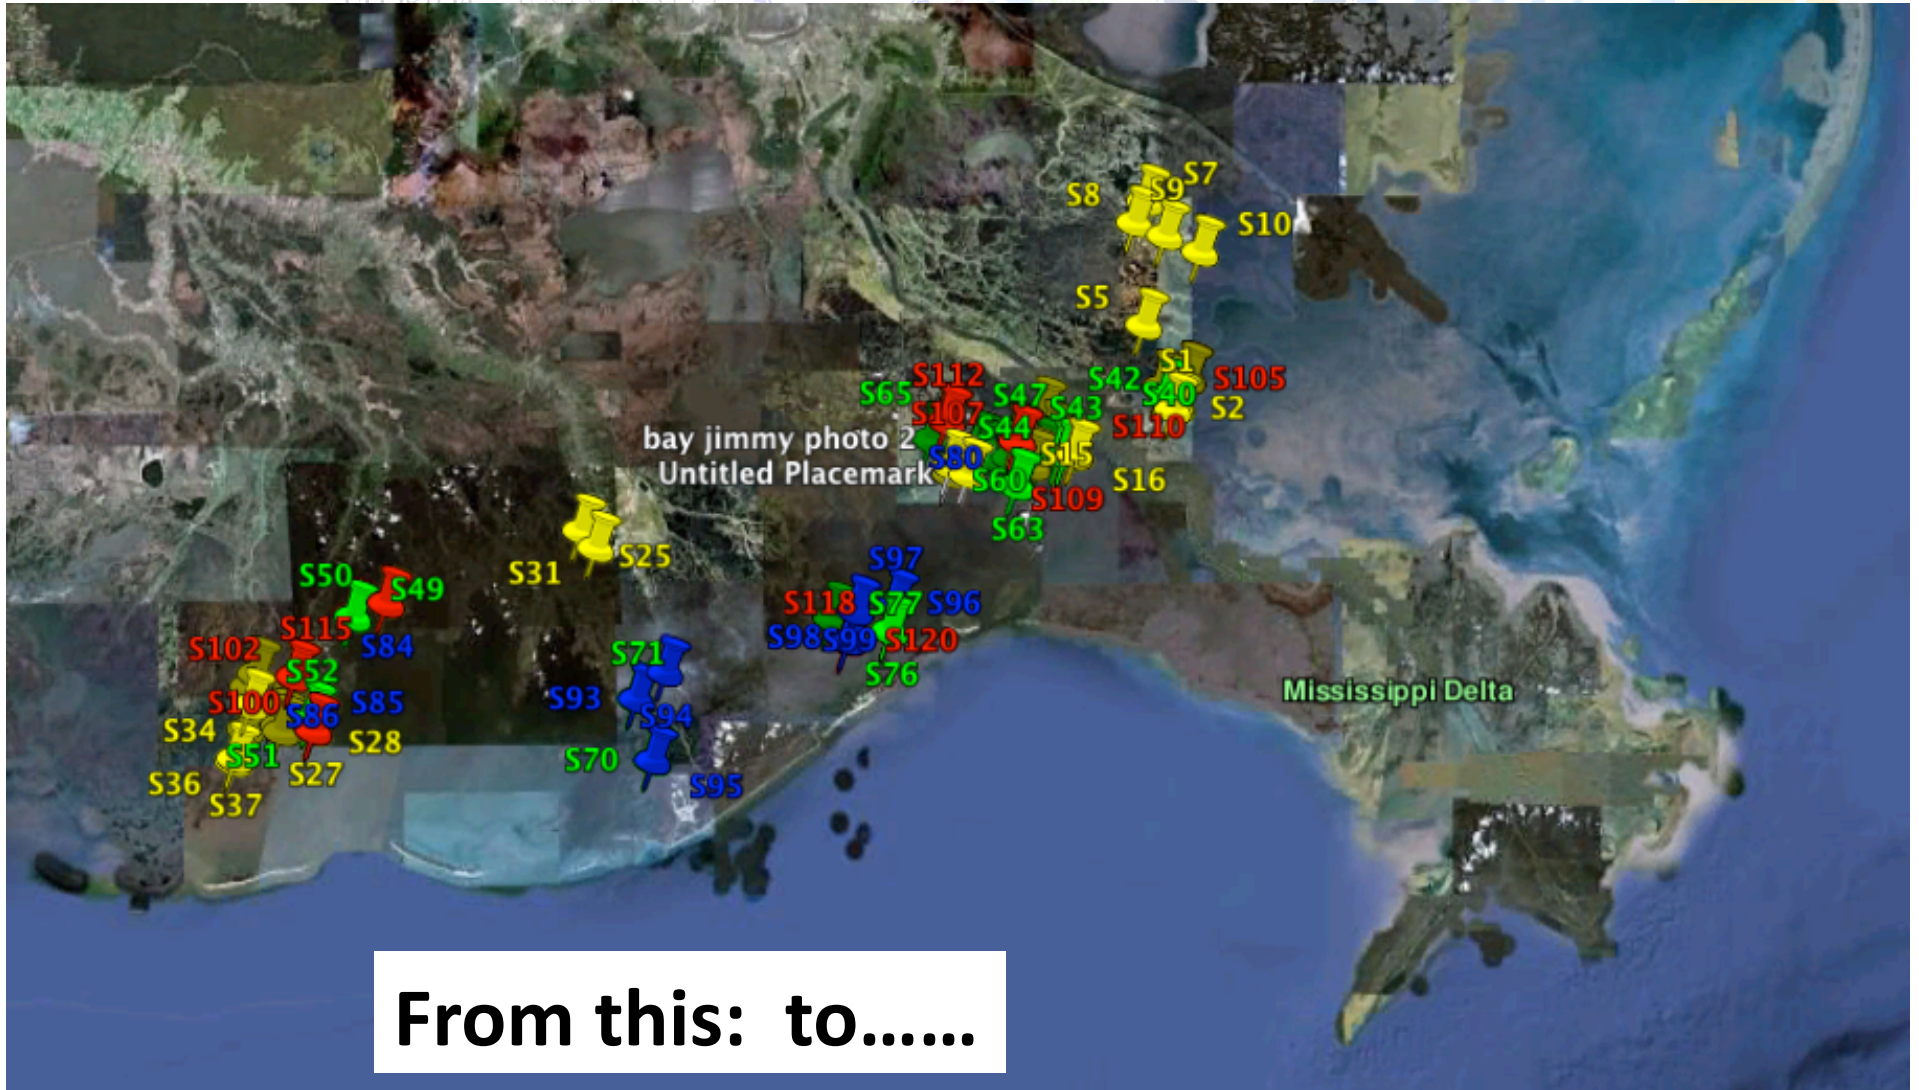 S7
S8
S9
S10
S5
S1
S112
S42
S105
S65
S47
S40
S43
S2
S107
S44
S110
bay jimmy photo 2
S80
S15
Untitled Placemark
S60
S16
S109
S63
S97
S25
S31
S50
S49
S118
S77
S96
S115
S98
S99
S120
S84
S102
S71
S52
S76
S93
S100
S86
S85
S94
Mississippi Delta
S34
S28
S51
S70
S27
S36
S95
S37
From this: to......